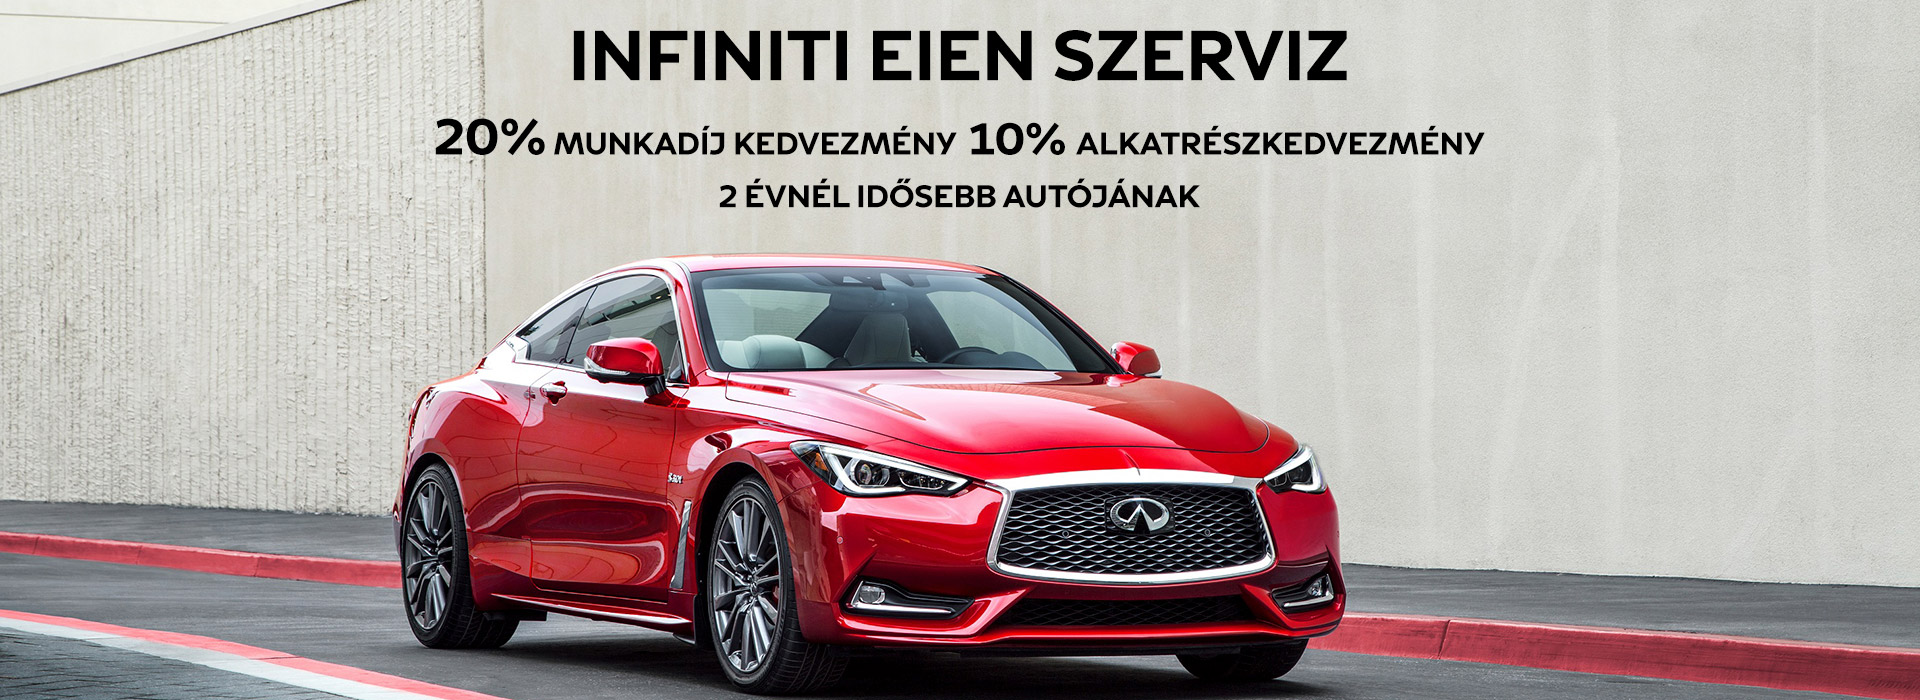 INFINITI EIEN SZERVIZ
20% MUNKADÍJ KEDVEZMÉNY 10% ALKATRÉSZKEDVEZMÉNY
2 ÉVNÉL IDŐSEBB AUTÓJÁNAK